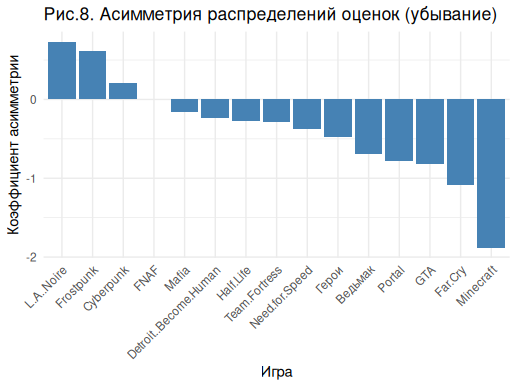 Рис.8. Асимметрия распределений оценок (убывание)
Коэффициент асимметрии
0
-1
-2
L.A..Noire
Frostpunk
Cyberpunk
FNAF
Mafia
Detroit..Become.Human
Half.Life
Team.Fortress
Need.for.Speed
Герои
Ведьмак
Portal
GTA
Far.Cry
Minecraft
Игра